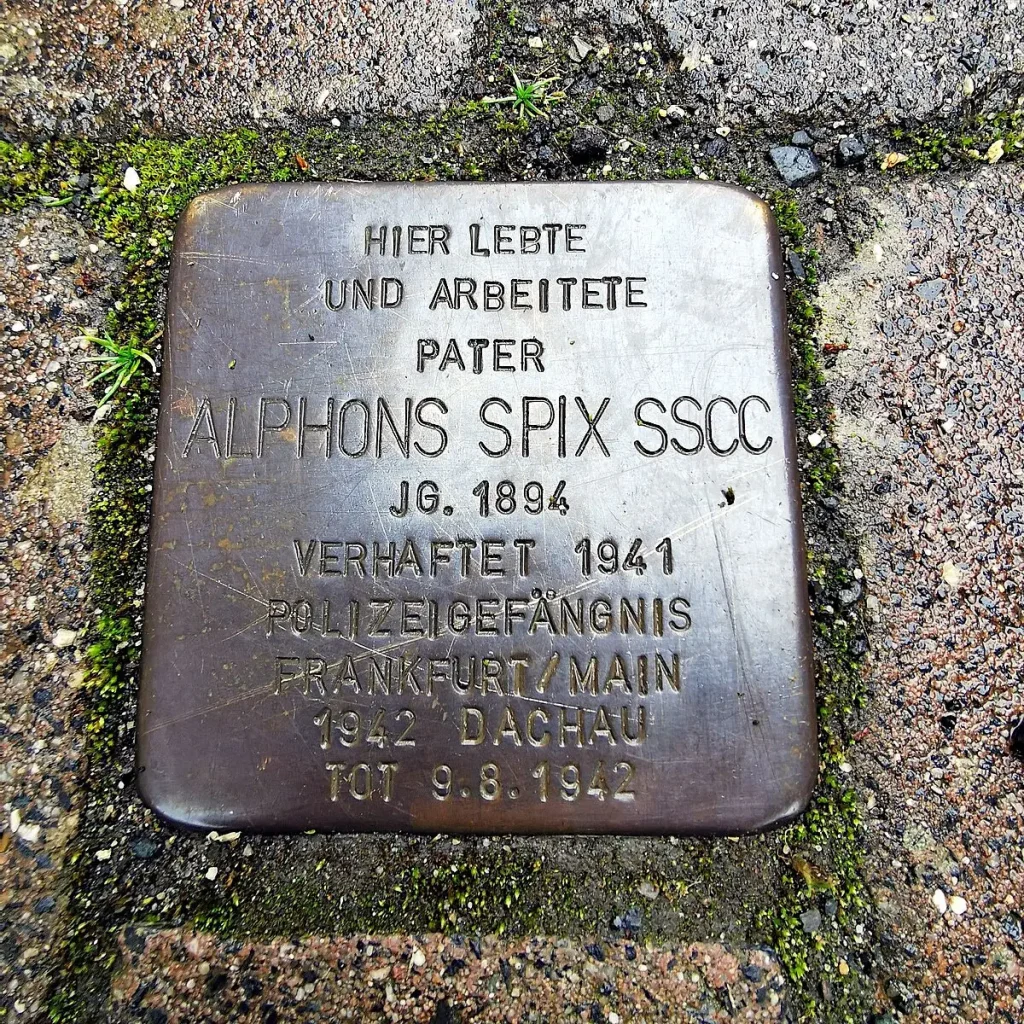 HIER LEBTE
UND ARBEITETE
PATER
ALPHONS SPIX SSCC
JG. 1894
VERHAFTET 1941
POLIZEIGEFÄNGNIS
FRANKFURT/MAIN
1942 DACHAU
TOT 9.8.1942